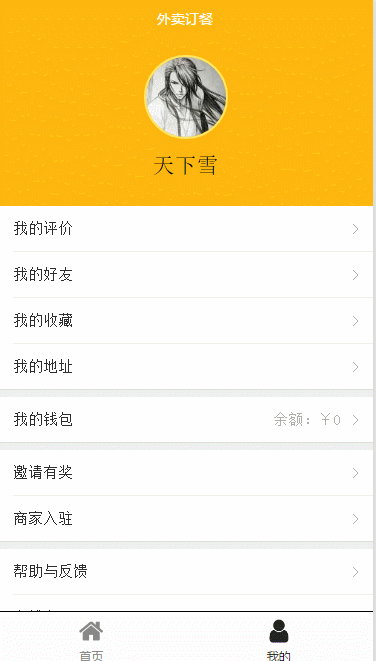 外卖订餐
天下雪
我的评价
我的好友
我的收藏
我的地址
我的钱包 余额：￥0
邀请有奖
商家入驻
帮助与反馈
首页 我的